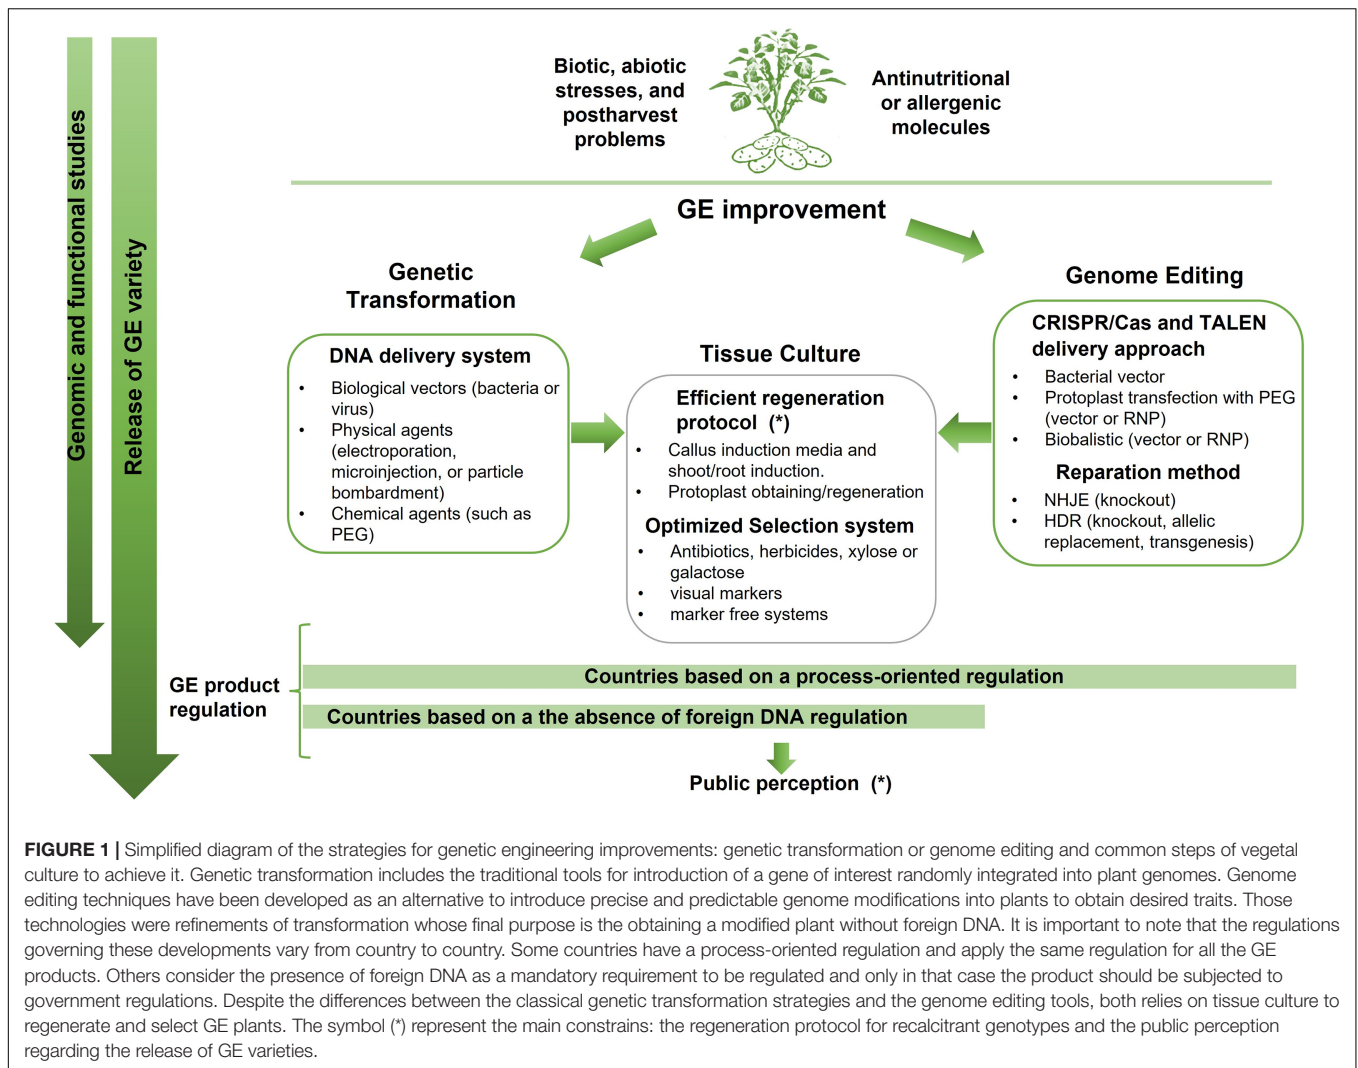 Genomic and functional studies
Release of GE variety
Biotic, abiotic
stresses, and
postharvest
problems
Antinutritional
or allergenic
molecules
GE improvement
Genetic
Transformation
DNA delivery system
• Biological vectors (bacteria or
virus)
• Physical agents
(electroporation,
microinjection, or particle
bombardment)
• Chemical agents (such as
PEG)
Tissue Culture
Efficient regeneration
protocol (*)
• Callus induction media and
shoot/root induction.
• Protoplast obtaining/regeneration
Optimized Selection system
• Antibiotics, herbicides, xylose or
galactose
• visual markers
• marker free systems
Genome Editing
CRISPR/Cas and TALEN
delivery approach
• Bacterial vector
• Protoplast transfection with PEG
(vector or RNP)
• Biobalistic (vector or RNP)
Reparation method
• NHJE (knockout)
• HDR (knockout, allelic
replacement, transgenesis)
GE product
regulation
Countries based on a process-oriented regulation
Countries based on a the absence of foreign DNA regulation
Public perception (*)
FIGURE 1 | Simplified diagram of the strategies for genetic engineering improvements: genetic transformation or genome editing and common steps of vegetal
culture to achieve it. Genetic transformation includes the traditional tools for introduction of a gene of interest randomly integrated into plant genomes. Genome
editing techniques have been developed as an alternative to introduce precise and predictable genome modifications into plants to obtain desired traits. Those
technologies were refinements of transformation whose final purpose is the obtaining a modified plant without foreign DNA. It is important to note that the regulations
governing these developments vary from country to country. Some countries have a process-oriented regulation and apply the same regulation for all the GE
products. Others consider the presence of foreign DNA as a mandatory requirement to be regulated and only in that case the product should be subjected to
government regulations. Despite the differences between the classical genetic transformation strategies and the genome editing tools, both relies on tissue culture to
regenerate and select GE plants. The symbol (*) represent the main constrains: the regeneration protocol for recalcitrant genotypes and the public perception
regarding the release of GE varieties.